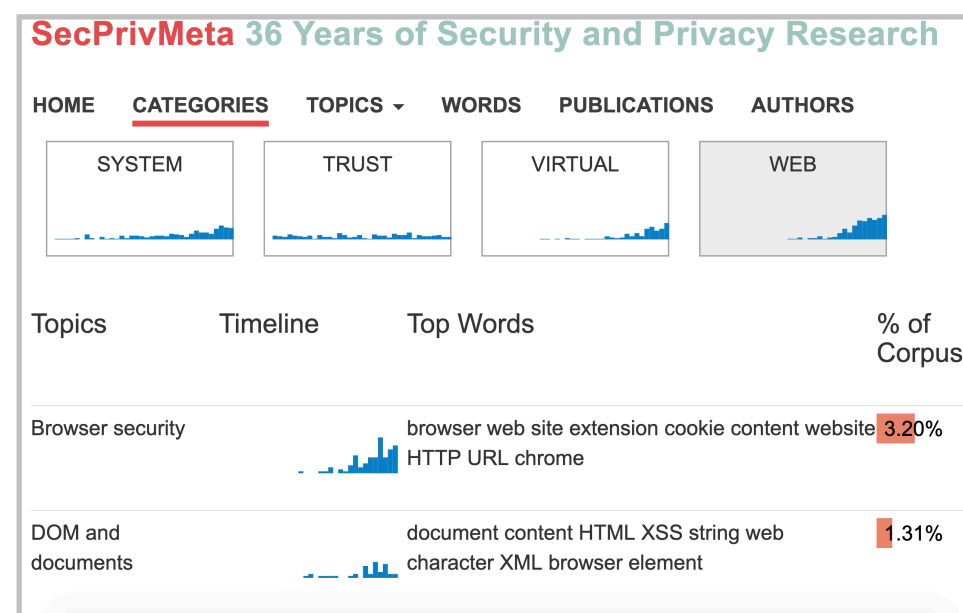 SecPrivMeta 36 Years of Security and Privacy Research
HOME CATEGORIES TOPICS WORDS PUBLICATIONS AUTHORS
SYSTEM TRUST VIRTUAL WEB
Topics Timeline Top Words % of
Corpus
Browser security browser web site extension cookie content website 3.20%
HTTP URL chrome
DOM and document content HTML XSS string web 1.31%
documents character XML browser element